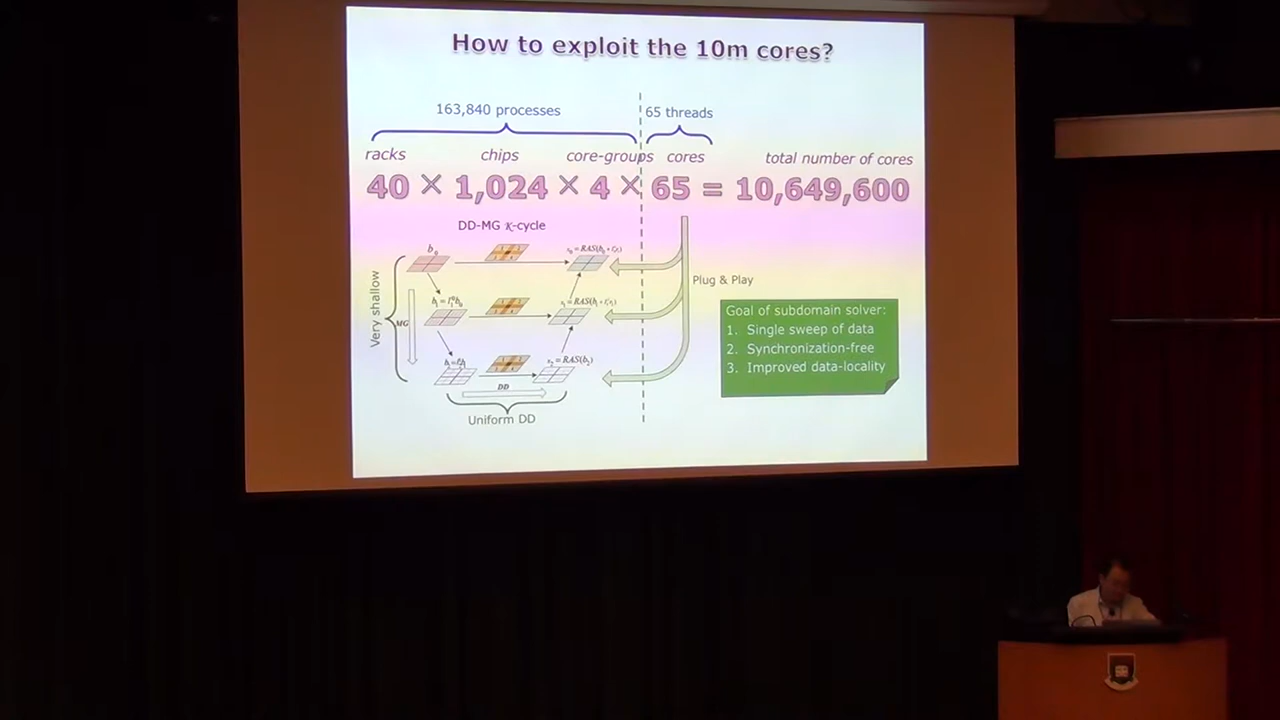 How to exploit the 10m cores?
163,840 processes
65 threads
racks chips core-groups cores total number of cores
40 × 1,024 × 4 × 65 = 10,649,600
DD-MG κ-cycle
Plug & Play
Very shallow
MG
DD
Uniform DD
Goal of subdomain solver:
1. Single sweep of data
2. Synchronization-free
3. Improved data-locality